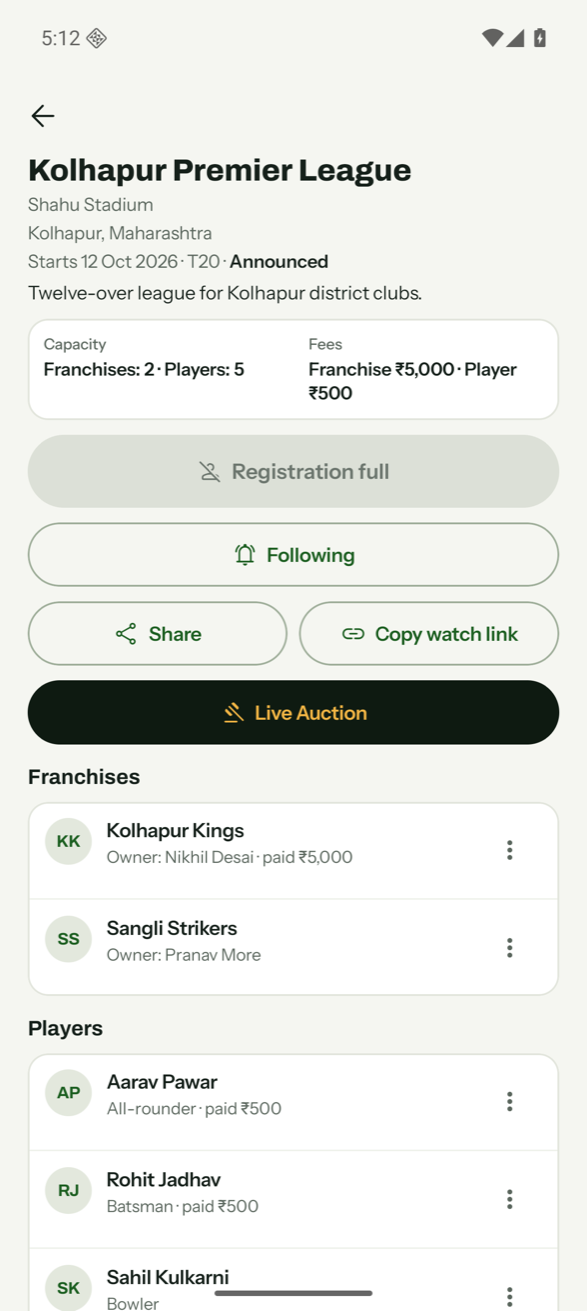 5:12
Kolhapur Premier League
Shahu Stadium
Kolhapur, Maharashtra
Starts 12 Oct 2026 · T20 · Announced
Twelve-over league for Kolhapur district clubs.
Capacity
Franchises: 2 · Players: 5
Fees
Franchise ₹5,000 · Player
₹500
Registration full
Following
Share
Copy watch link
Live Auction
Franchises
KK
Kolhapur Kings
Owner: Nikhil Desai · paid ₹5,000
SS
Sangli Strikers
Owner: Pranav More
Players
AP
Aarav Pawar
All-rounder · paid ₹500
RJ
Rohit Jadhav
Batsman · paid ₹500
SK
Sahil Kulkarni
Bowler